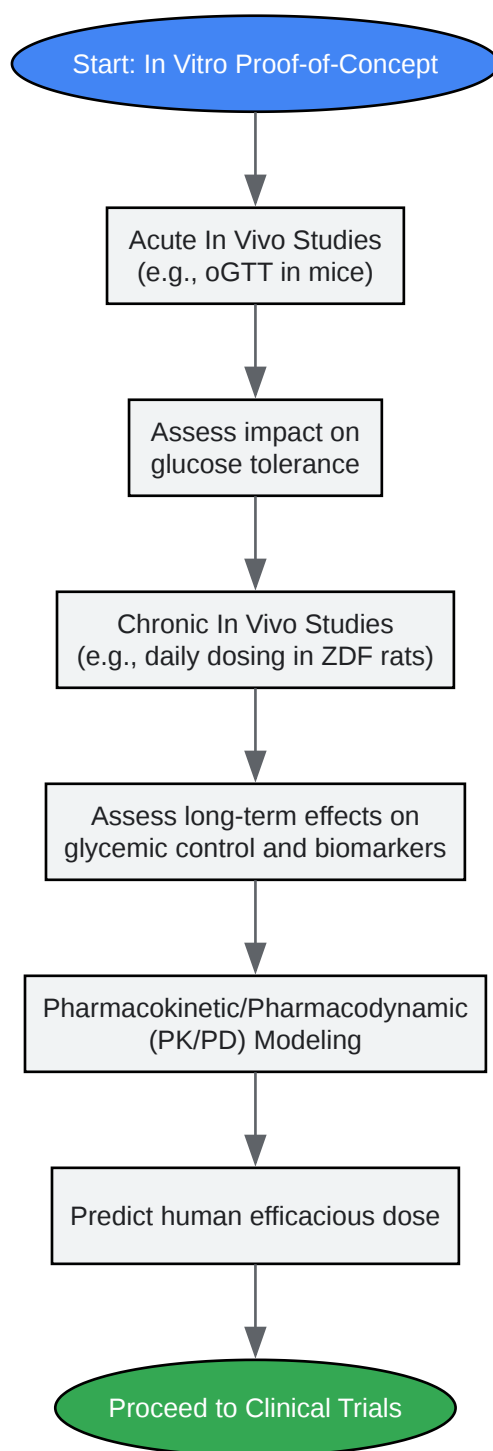 Start: In Vitro Proof-of-Concept
Acute In Vivo Studies
(e.g., oGTT in mice)
Assess impact on
glucose tolerance
Chronic In Vivo Studies
(e.g., daily dosing in ZDF rats)
Assess long-term effects on
glycemic control and biomarkers
Pharmacokinetic/Pharmacodynamic
(PK/PD) Modeling
Predict human efficacious dose
Proceed to Clinical Trials